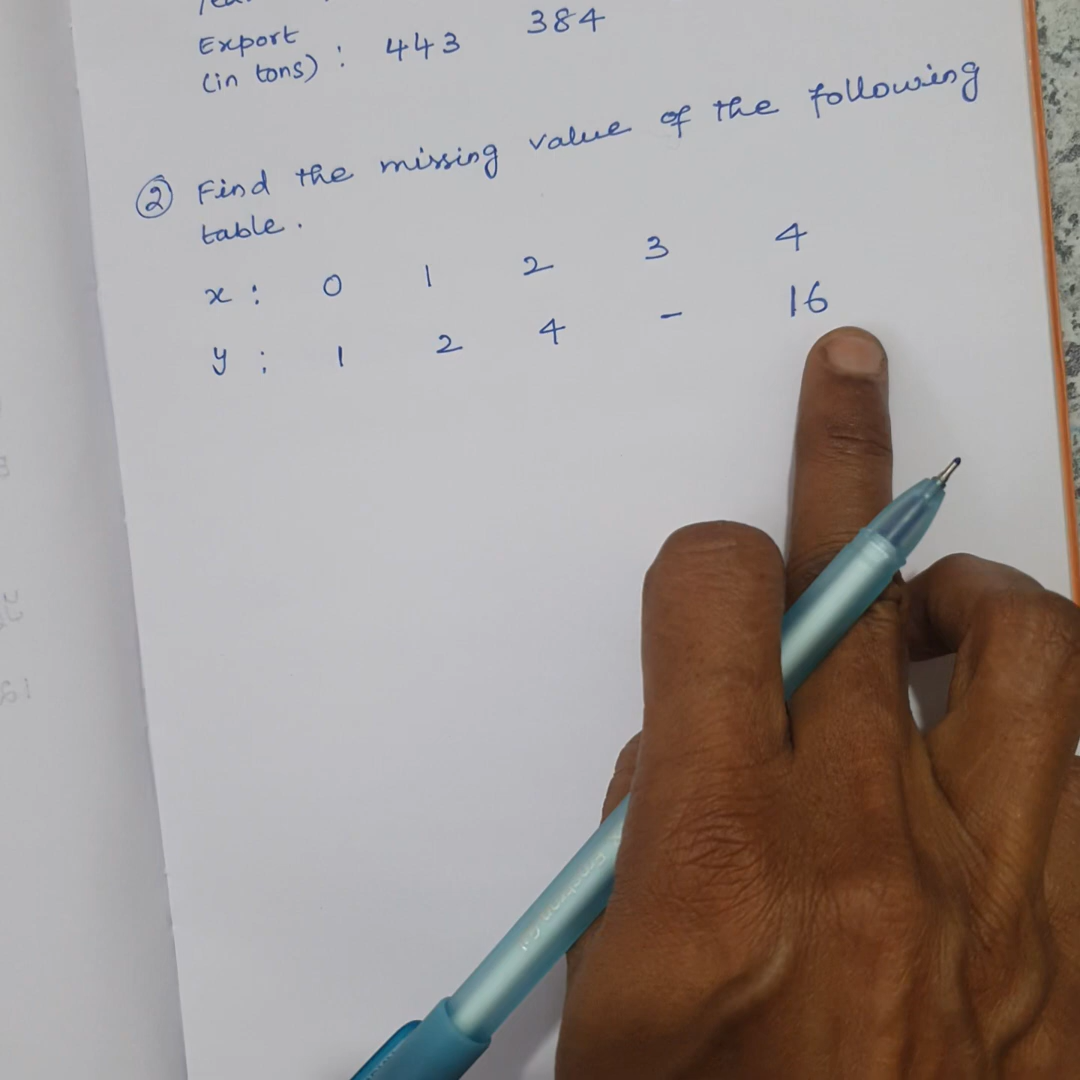 Export
(in tons) : 443 384
② Find the missing value of the following
table.
x : 0 1 2 3 4
y : 1 2 4 - 16